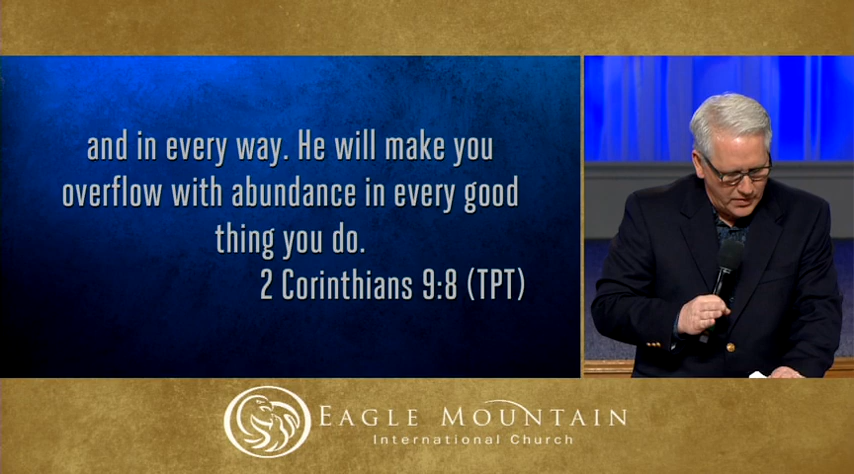 and in every way. He will make you
overflow with abundance in every good
thing you do.
2 Corinthians 9:8 (TPT)
EAGLE MOUNTAIN
International Church